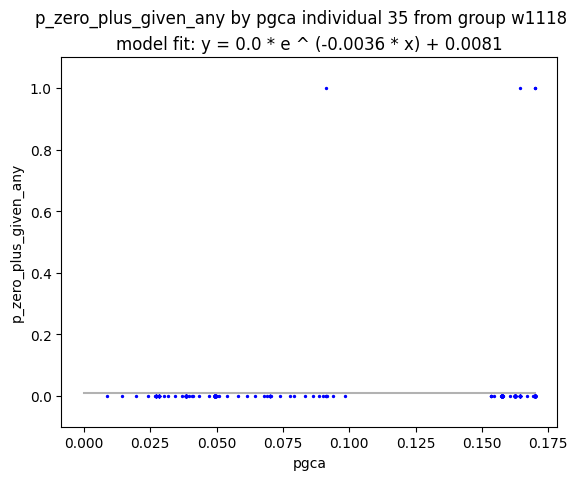 p_zero_plus_given_any by pgca individual 35 from group w1118
model fit: y = 0.0 * e ^ (-0.0036 * x) + 0.0081
1.0
0.8
0.6
0.4
0.2
0.0
p_zero_plus_given_any
0.000 0.025 0.050 0.075 0.100 0.125 0.150 0.175
pgca